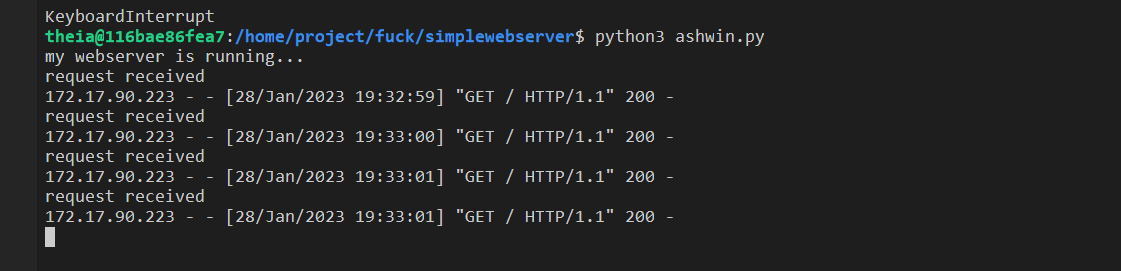 KeyboardInterrupt
theia@116bae86fea7:/home/project/fuck/simplewebserver$ python3 ashwin.py
my webserver is running...
request received
172.17.90.223 - - [28/Jan/2023 19:32:59] "GET / HTTP/1.1" 200 -
request received
172.17.90.223 - - [28/Jan/2023 19:33:00] "GET / HTTP/1.1" 200 -
request received
172.17.90.223 - - [28/Jan/2023 19:33:01] "GET / HTTP/1.1" 200 -
request received
172.17.90.223 - - [28/Jan/2023 19:33:01] "GET / HTTP/1.1" 200 -